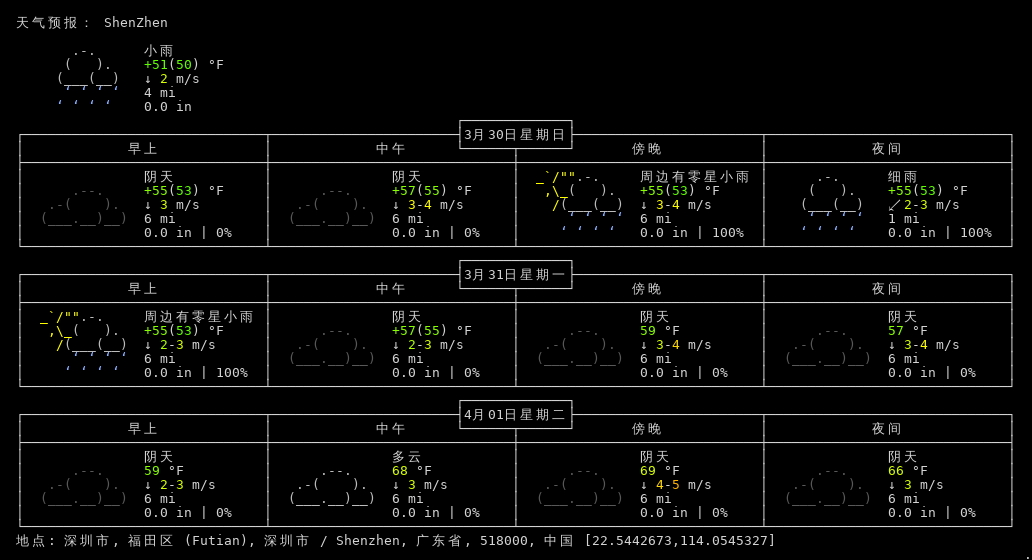 天气预报： ShenZhen
小雨
+51(50) °F
↓ 2 m/s
4 mi
0.0 in
3月30日星期日
早上 中午 傍晚 夜间
阴天 阴天 周边有零星小雨 细雨
+55(53) °F +57(55) °F +55(53) °F +55(53) °F
↓ 3 m/s ↓ 3-4 m/s ↓ 3-4 m/s ↙ 2-3 m/s
6 mi 6 mi 6 mi 1 mi
0.0 in | 0% 0.0 in | 0% 0.0 in | 100% 0.0 in | 100%
3月31日星期一
早上 中午 傍晚 夜间
周边有零星小雨 阴天 阴天 阴天
+55(53) °F +57(55) °F 59 °F 57 °F
↓ 2-3 m/s ↓ 2-3 m/s ↓ 3-4 m/s ↓ 3-4 m/s
6 mi 6 mi 6 mi 6 mi
0.0 in | 100% 0.0 in | 0% 0.0 in | 0% 0.0 in | 0%
4月01日星期二
早上 中午 傍晚 夜间
阴天 多云 阴天 阴天
59 °F 68 °F 69 °F 66 °F
↓ 2-3 m/s ↓ 3 m/s ↓ 4-5 m/s ↓ 3 m/s
6 mi 6 mi 6 mi 6 mi
0.0 in | 0% 0.0 in | 0% 0.0 in | 0% 0.0 in | 0%
地点: 深圳市, 福田区 (Futian), 深圳市 / Shenzhen, 广东省, 518000, 中国 [22.5442673,114.0545327]